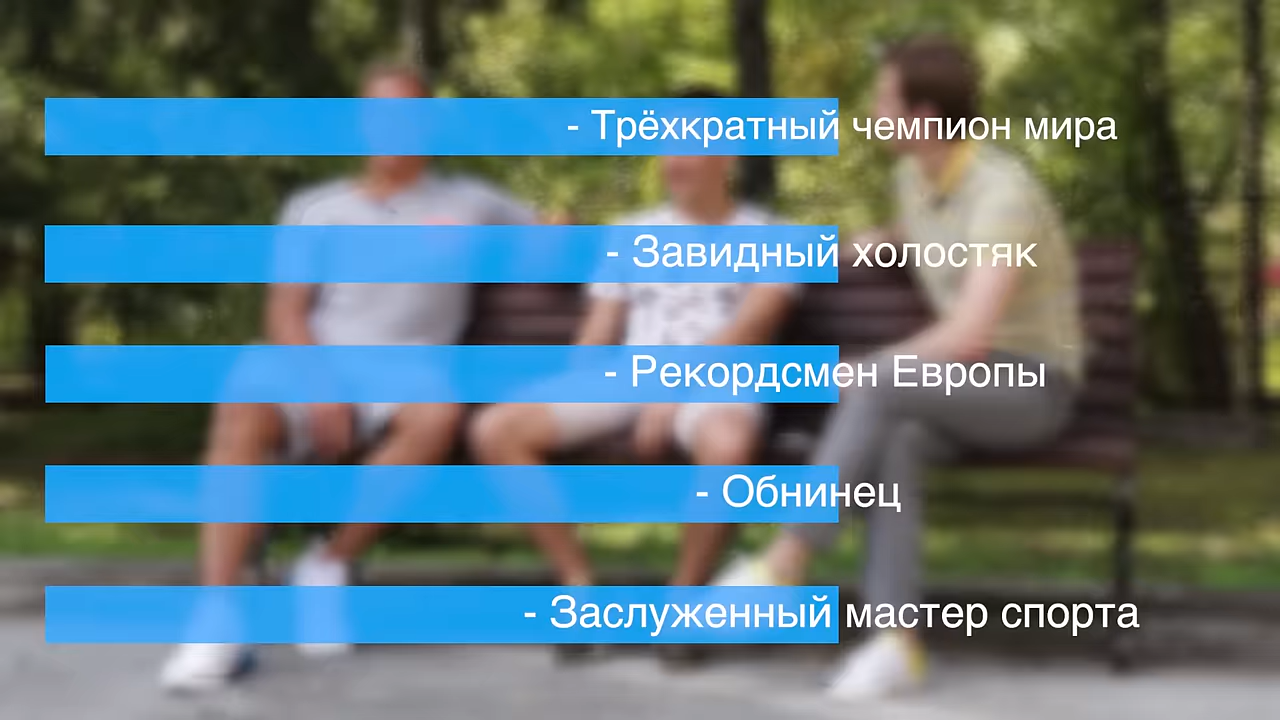 - Трёхкратный чемпион мира
- Завидный холостяк
- Рекордсмен Европы
- Обнинец
- Заслуженный мастер спорта